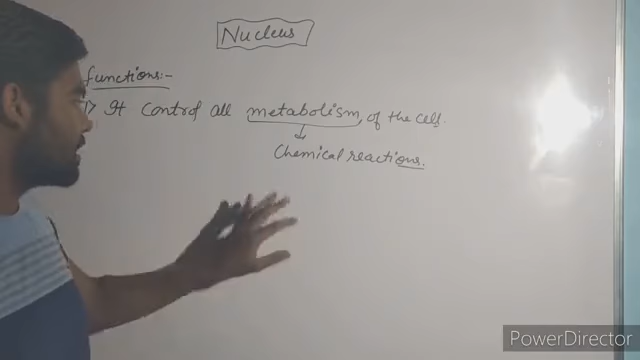 Nucleus
functions:-
1> It control all metabolism of the cell.
↓
Chemical reactions.
PowerDirector